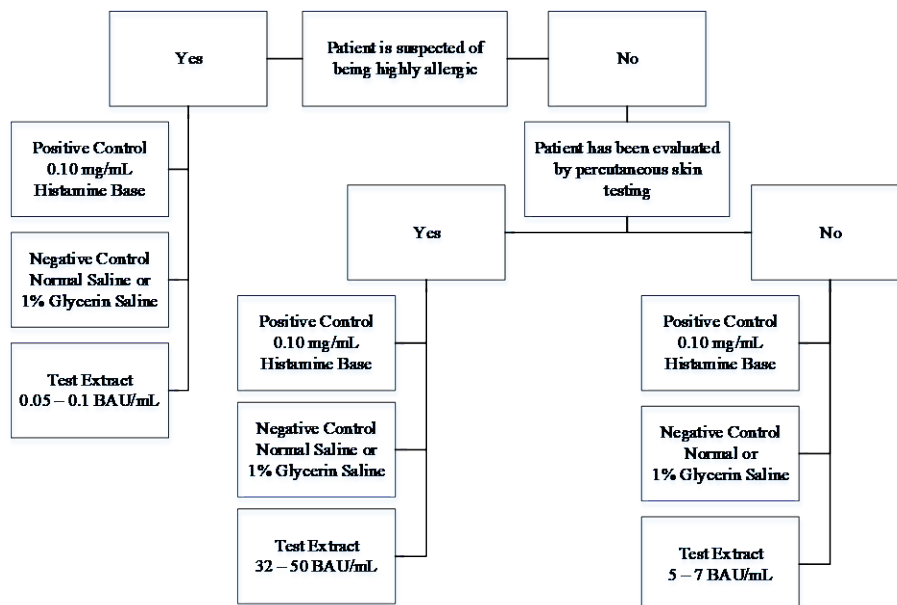 Yes
Patient is suspected of
being highly allergic
No
Positive Control
0.10 mg/mL
Histamine Base
Patient has been evaluated
by percutaneous skin
testing
Negative Control
Normal Saline or
1% Glycerin Saline
Yes
No
Test Extract
0.05 – 0.1 BAU/mL
Positive Control
0.10 mg/mL
Histamine Base
Positive Control
0.10 mg/mL
Histamine Base
Negative Control
Normal Saline or
1% Glycerin Saline
Negative Control
Normal or
1% Glycerin Saline
Test Extract
32 – 50 BAU/mL
Test Extract
5 – 7 BAU/mL